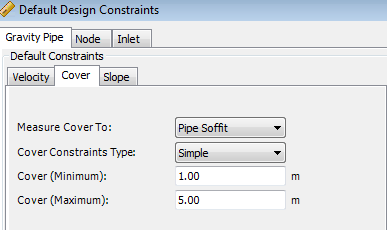 Default Design Constraints
Gravity Pipe Node Inlet
Default Constraints
Velocity Cover Slope
Measure Cover To: Pipe Soffit
Cover Constraints Type: Simple
Cover (Minimum): 1.00 m
Cover (Maximum): 5.00 m